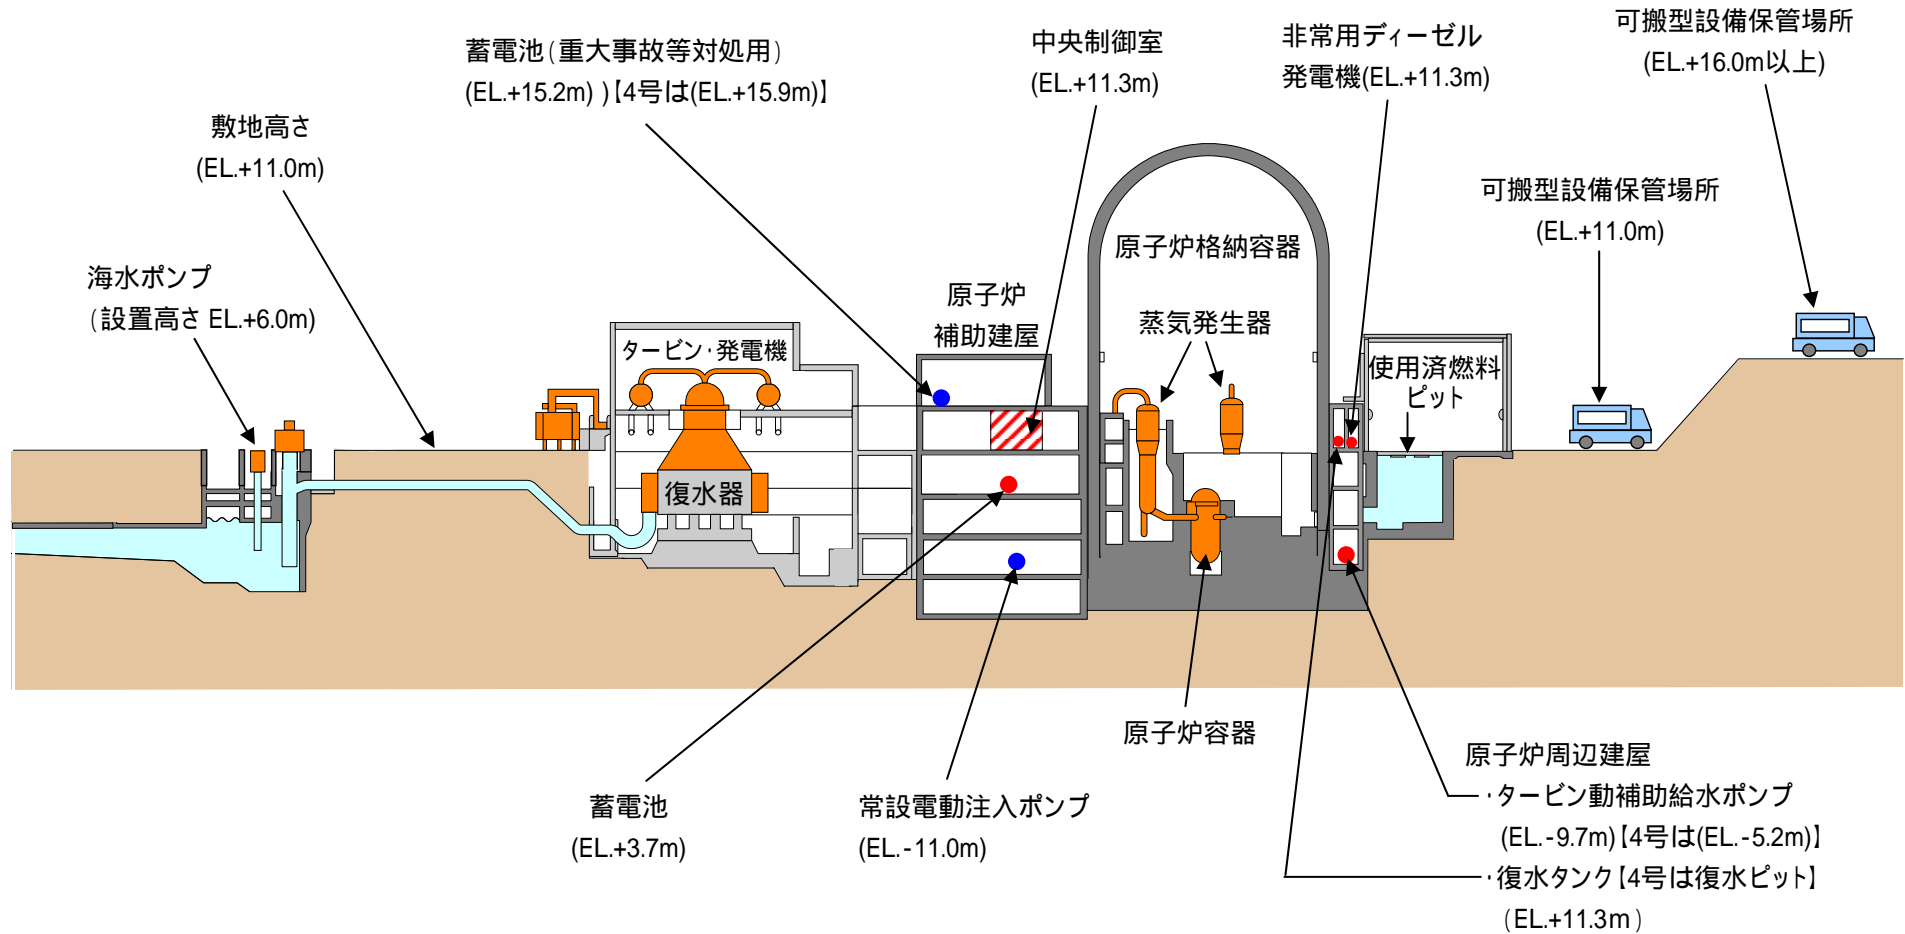 蓄電池(重大事故等対処用)
(EL.+15.2m) )【4号は(EL.+15.9m)】
中央制御室
(EL.+11.3m)
非常用ディーゼル
発電機(EL.+11.3m)
可搬型設備保管場所
(EL.+16.0m以上)
敷地高さ
(EL.+11.0m)
可搬型設備保管場所
(EL.+11.0m)
海水ポンプ
(設置高さ EL.+6.0m)
原子炉格納容器
原子炉
補助建屋
蒸気発生器
タービン・発電機
使用済燃料
ピット
復水器
原子炉容器
蓄電池
(EL.+3.7m)
常設電動注入ポンプ
(EL.-11.0m)
原子炉周辺建屋
・タービン動補助給水ポンプ
(EL.-9.7m)【4号は(EL.-5.2m)】
・復水タンク【4号は復水ピット】
(EL.+11.3m)